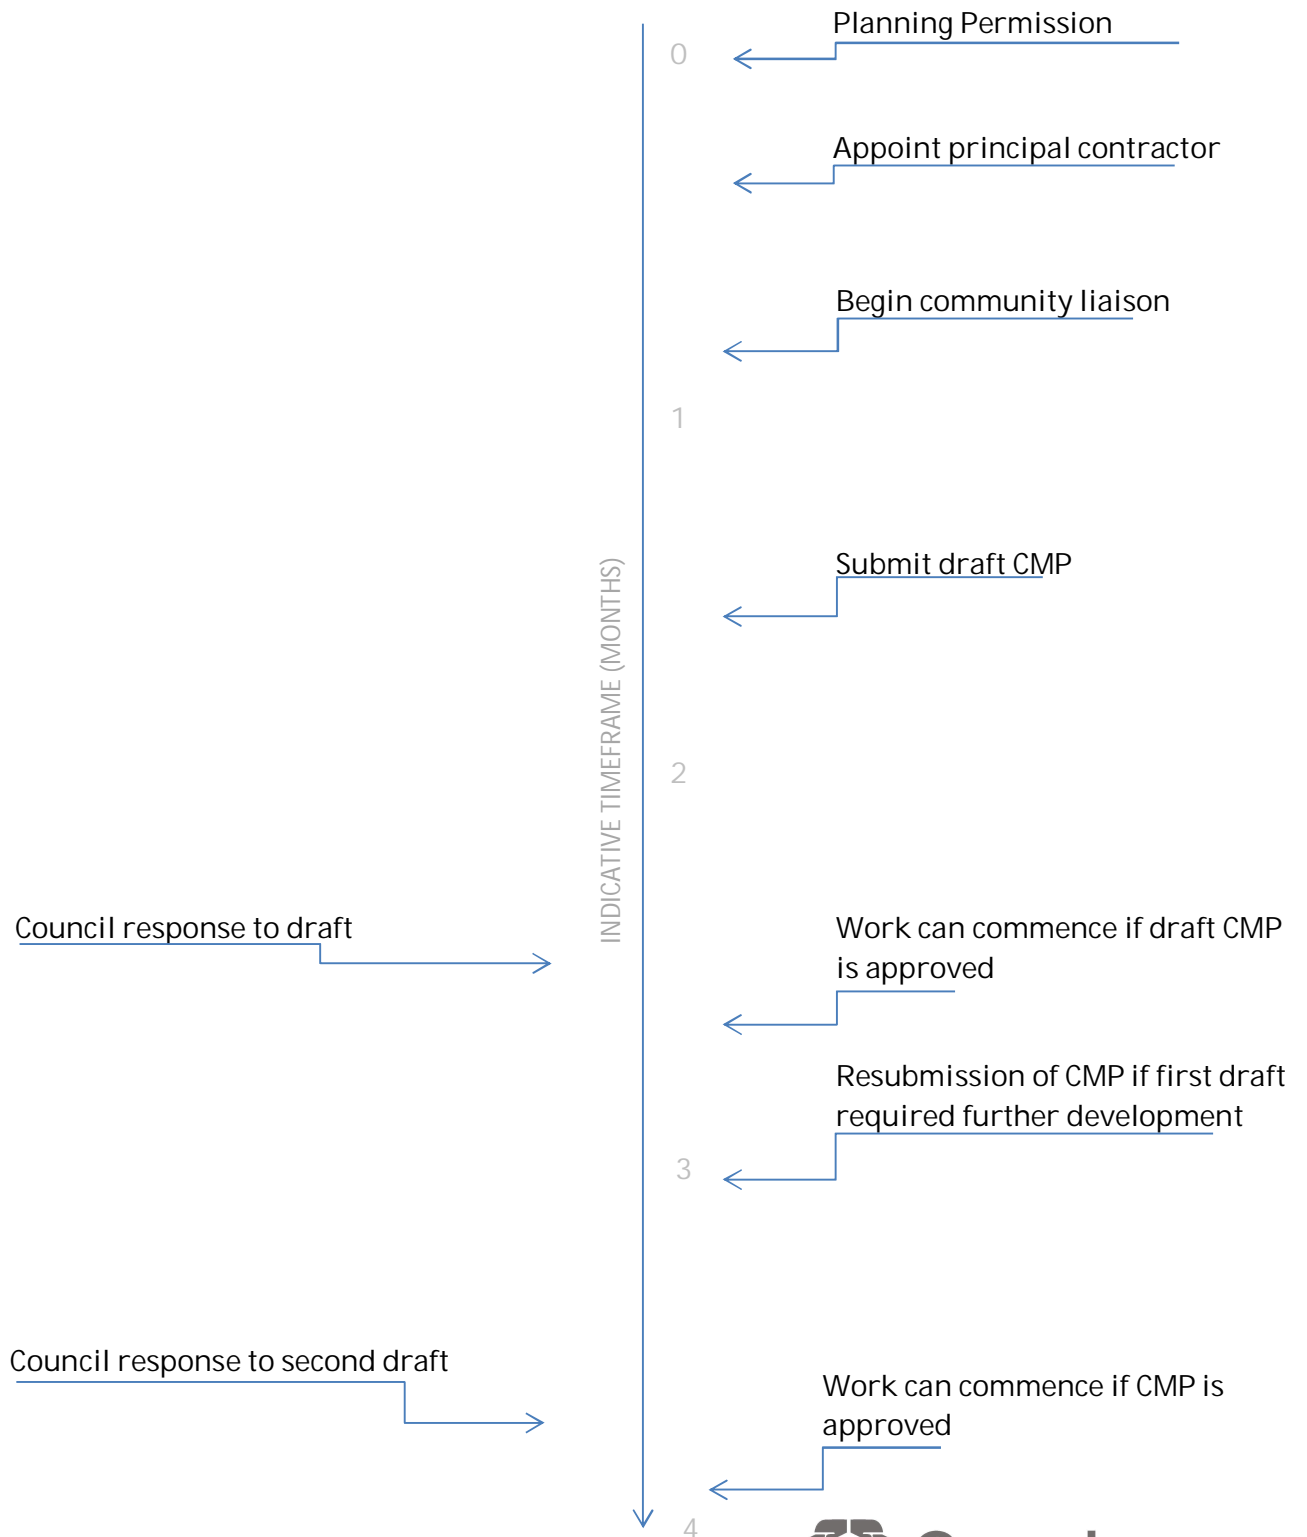 Planning Permission
0
Appoint principal contractor
Begin community liaison
1
Submit draft CMP
INDICATIVE TIMEFRAME (MONTHS)
2
Council response to draft
Work can commence if draft CMP
is approved
Resubmission of CMP if first draft
required further development
3
Council response to second draft
Work can commence if CMP is
approved
4